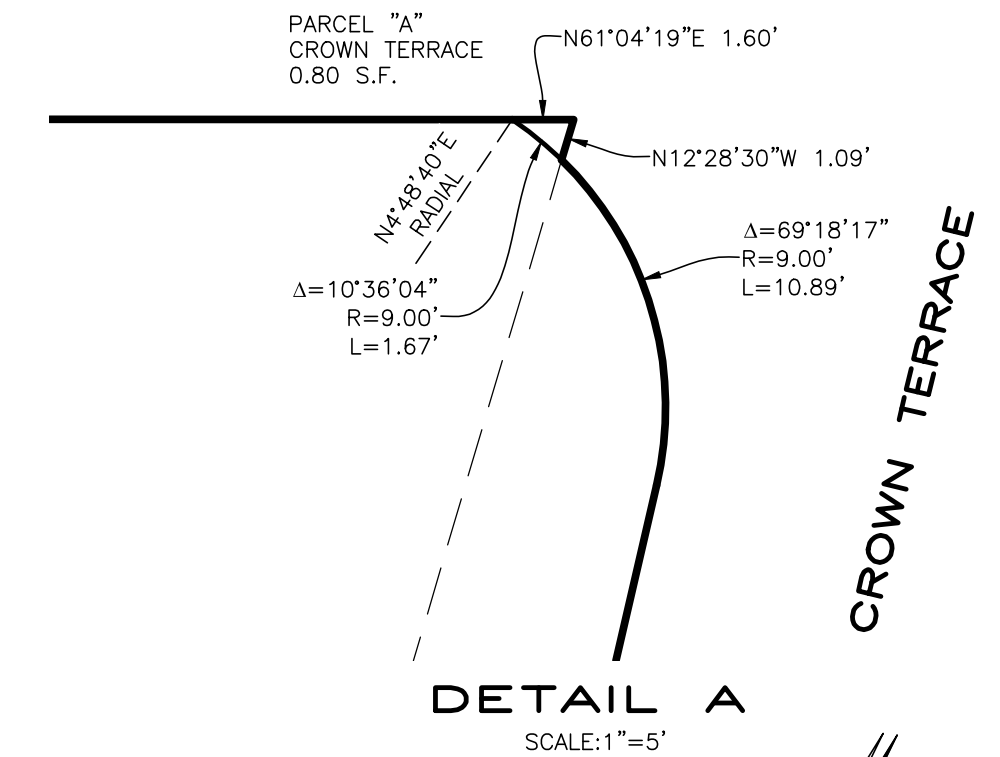 PARCEL "A"
CROWN TERRACE
0.80 S.F.
N61°04'19"E 1.60'
N12°28'30"W 1.09'
N4°48'40"E
RADIAL
Δ=69°18'17"
R=9.00'
L=10.89'
Δ=10°36'04"
R=9.00'
L=1.67'
CROWN TERRACE
DETAIL A
SCALE:1"=5'